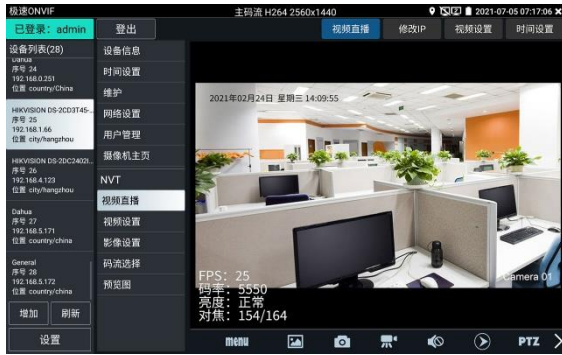 极速ONVIF
主码流 H264 2560x1440
2021-07-05 07:17:06
已登录: admin
登出
视频直播
修改IP
视频设置
时间设置
设备列表(28)
Dahua
序号 24
192.168.0.251
位置 country/China
HIKVISION DS-2CD3T45-...
序号 25
192.168.1.66
位置 city/hangzhou
HIKVISION DS-2DC2402I...
序号 26
192.168.4.123
位置 city/hangzhou
Dahua
序号 27
192.168.5.171
位置 country/china
General
序号 28
192.168.5.172
位置 country/china
增加
刷新
设置
设备信息
时间设置
维护
网络设置
用户管理
摄像机主页
NVT
视频直播
视频设置
影像设置
码流选择
预览图
2021年02月24日 星期三 14:09:55
FPS: 25
码率: 5550
亮度: 正常
对焦: 154/164
Camera 01
menu
PTZ